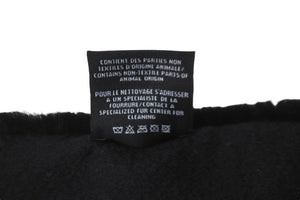 CONTIENT DES PARTIES NON
TEXTILES D'ORIGINE ANIMALE/
CONTAINS NON-TEXTILE PARTS OF
ANIMAL ORIGIN
POUR LE NETTOYAGE S'ADRESSER
A UN SPECIALISTE DE LA
FOURRURE/CONTACT A
SPECIALIZED FUR CENTER FOR
CLEANING